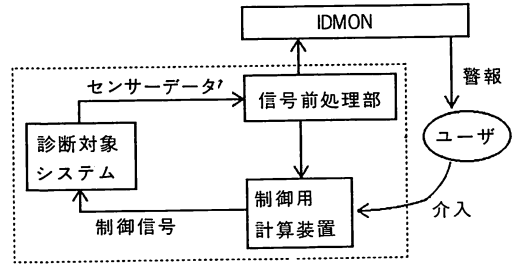 IDMON
警報
センサーデータ
信号前処理部
診断対象
システム
ユーザ
制御用
計算装置
制御信号
介入